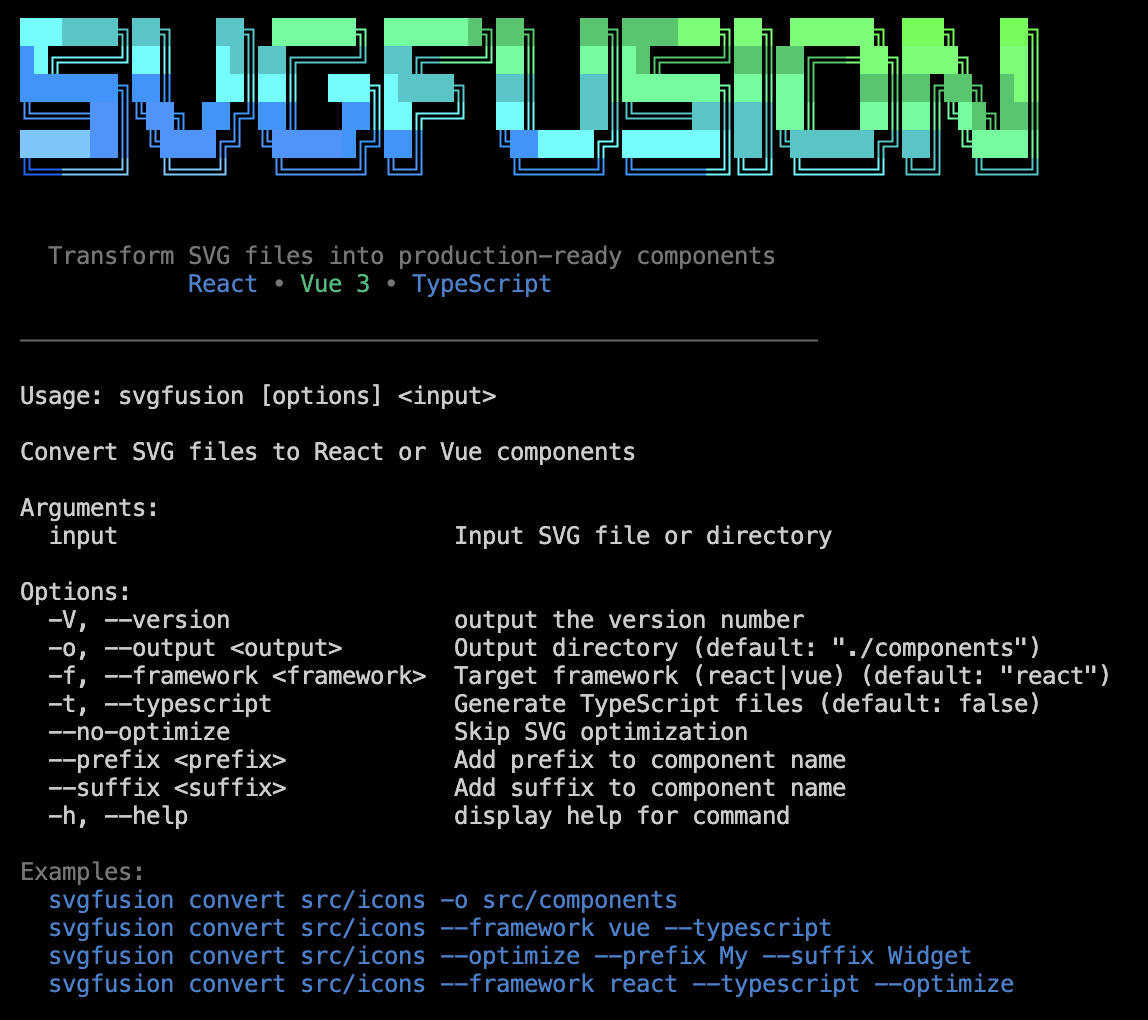 SVGFUSION
Transform SVG files into production-ready components
React • Vue 3 • TypeScript
Usage: svgfusion [options] <input>
Convert SVG files to React or Vue components
Arguments:
input Input SVG file or directory
Options:
-V, --version output the version number
-o, --output <output> Output directory (default: "./components")
-f, --framework <framework> Target framework (react|vue) (default: "react")
-t, --typescript Generate TypeScript files (default: false)
--no-optimize Skip SVG optimization
--prefix <prefix> Add prefix to component name
--suffix <suffix> Add suffix to component name
-h, --help display help for command
Examples:
svgfusion convert src/icons -o src/components
svgfusion convert src/icons --framework vue --typescript
svgfusion convert src/icons --optimize --prefix My --suffix Widget
svgfusion convert src/icons --framework react --typescript --optimize